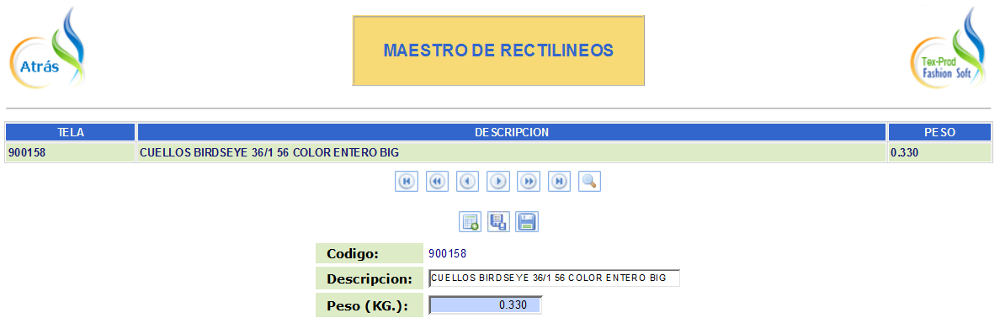 Atrás
MAESTRO DE RECTILINEOS
Tex-Prod
Fashion Soft
TELA DESCRIPCION PESO
900158 CUELLOS BIRDSEYE 36/1 56 COLOR ENTERO BIG 0.330
Codigo: 900158
Descripcion: CUELLOS BIRDSEYE 36/1 56 COLOR ENTERO BIG
Peso (KG.): 0.330